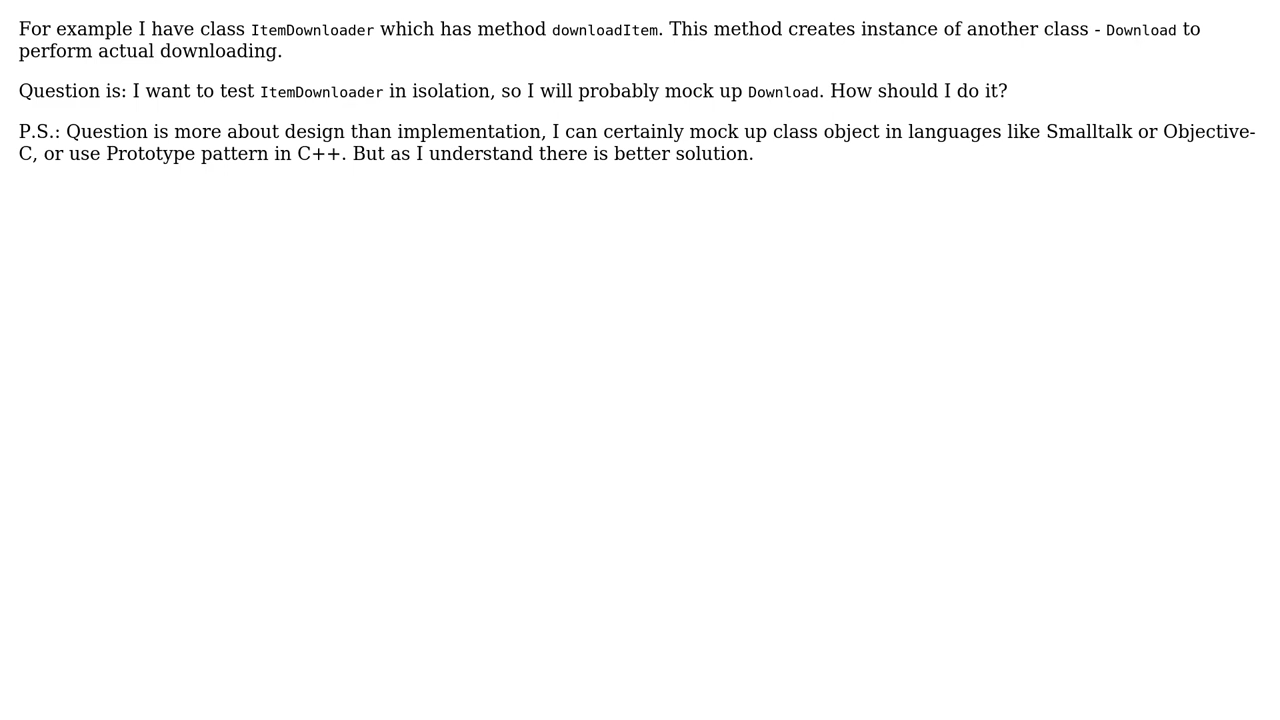 For example I have class ItemDownloader which has method downloadItem. This method creates instance of another class - Download to
perform actual downloading.
Question is: I want to test ItemDownloader in isolation, so I will probably mock up Download. How should I do it?
P.S.: Question is more about design than implementation, I can certainly mock up class object in languages like Smalltalk or Objective-
C, or use Prototype pattern in C++. But as I understand there is better solution.